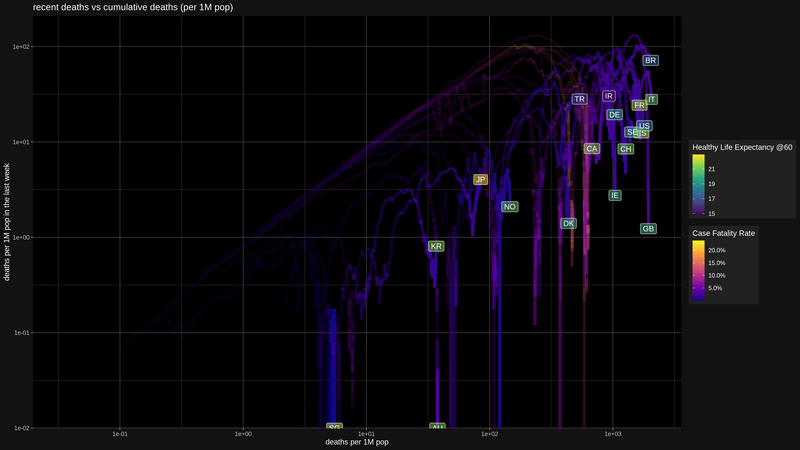 recent deaths vs cumulative deaths (per 1M pop)
1e+02
BR
TR
IR
FR
IT
DE
US
SE
ES
1e+01
CA
CH
JP
IE
NO
DK
GB
1e+00
KR
1e-01
SG
AU
1e-02
1e-01
1e+00
1e+01
1e+02
1e+03
deaths per 1M pop
deaths per 1M pop in the last week
Healthy Life Expectancy @60
21
19
17
15
Case Fatality Rate
20.0%
15.0%
10.0%
5.0%